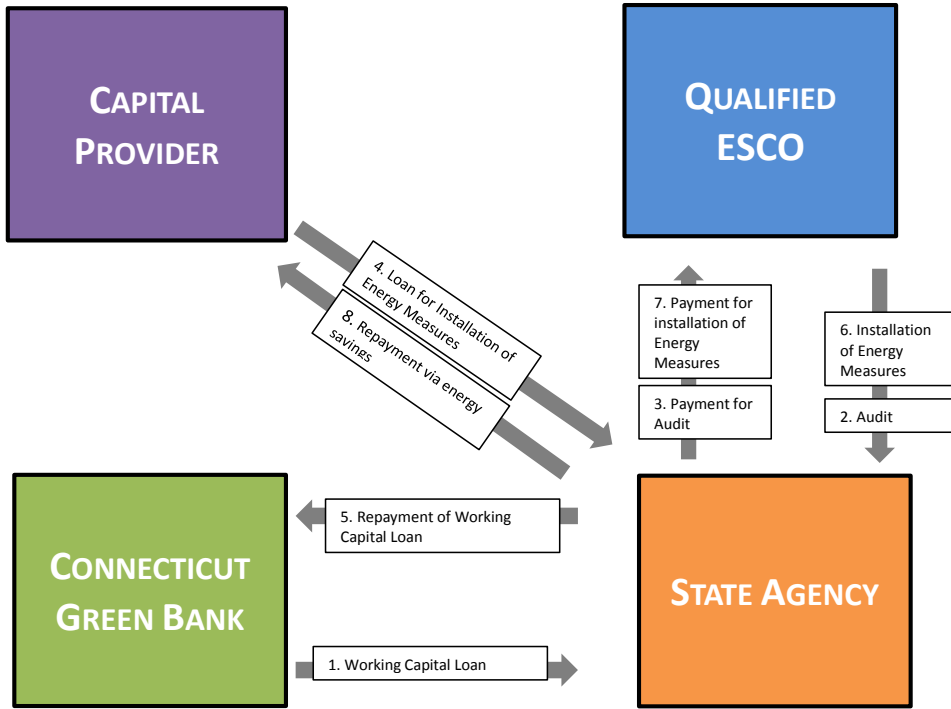 CAPITAL
PROVIDER
QUALIFIED
ESCO
4. Loan for Installation of
Energy Measures
8. Repayment via energy
savings
7. Payment for
installation of
Energy
Measures
3. Payment for
Audit
6. Installation
of Energy
Measures
2. Audit
CONNECTICUT
GREEN BANK
5. Repayment of Working
Capital Loan
1. Working Capital Loan
STATE AGENCY